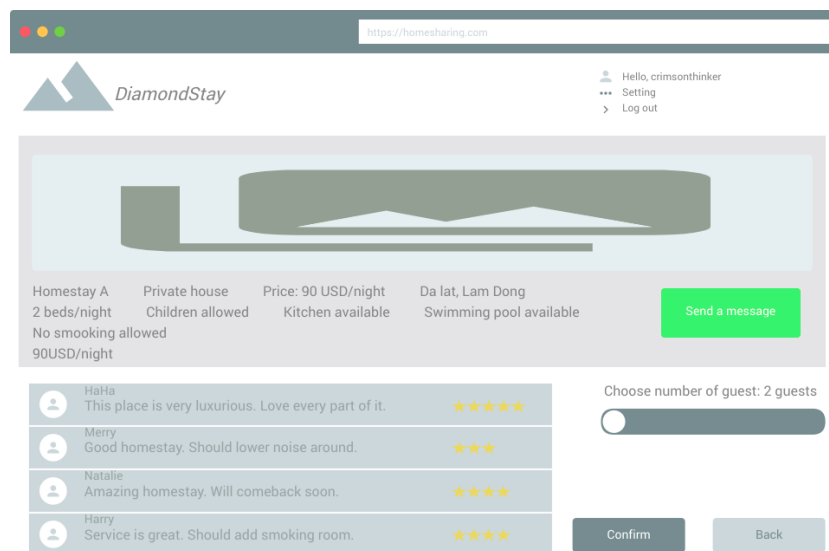 https://homesharing.com
DiamondStay
Hello, crimsonthinker
Setting
Log out
Homestay A Private house Price: 90 USD/night Da lat, Lam Dong
2 beds/night Children allowed Kitchen available Swimming pool available
No smooking allowed
90USD/night
Send a message
HaHa
This place is very luxurious. Love every part of it.
Merry
Good homestay. Should lower noise around.
Natalie
Amazing homestay. Will comeback soon.
Harry
Service is great. Should add smoking room.
Choose number of guest: 2 guests
Confirm
Back